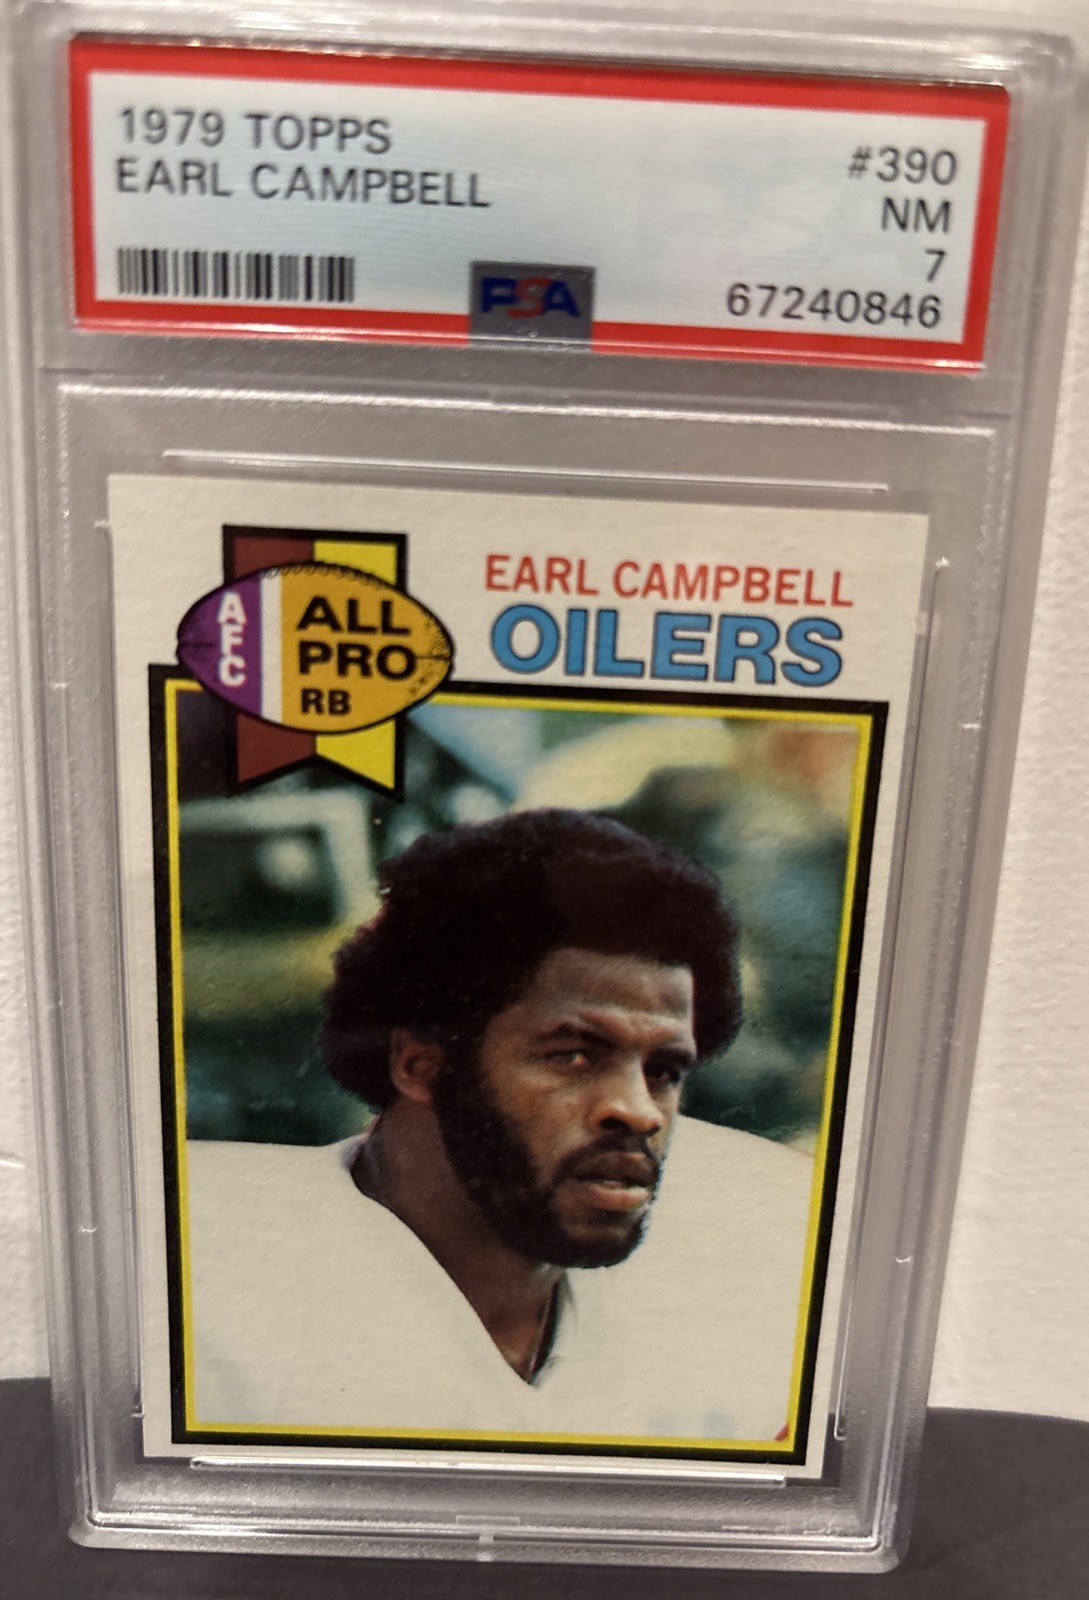 1979 TOPPS #390
EARL CAMPBELL NM
7
PSA 67240846
EARL CAMPBELL
OILERS
AFC
ALL
PRO
RB